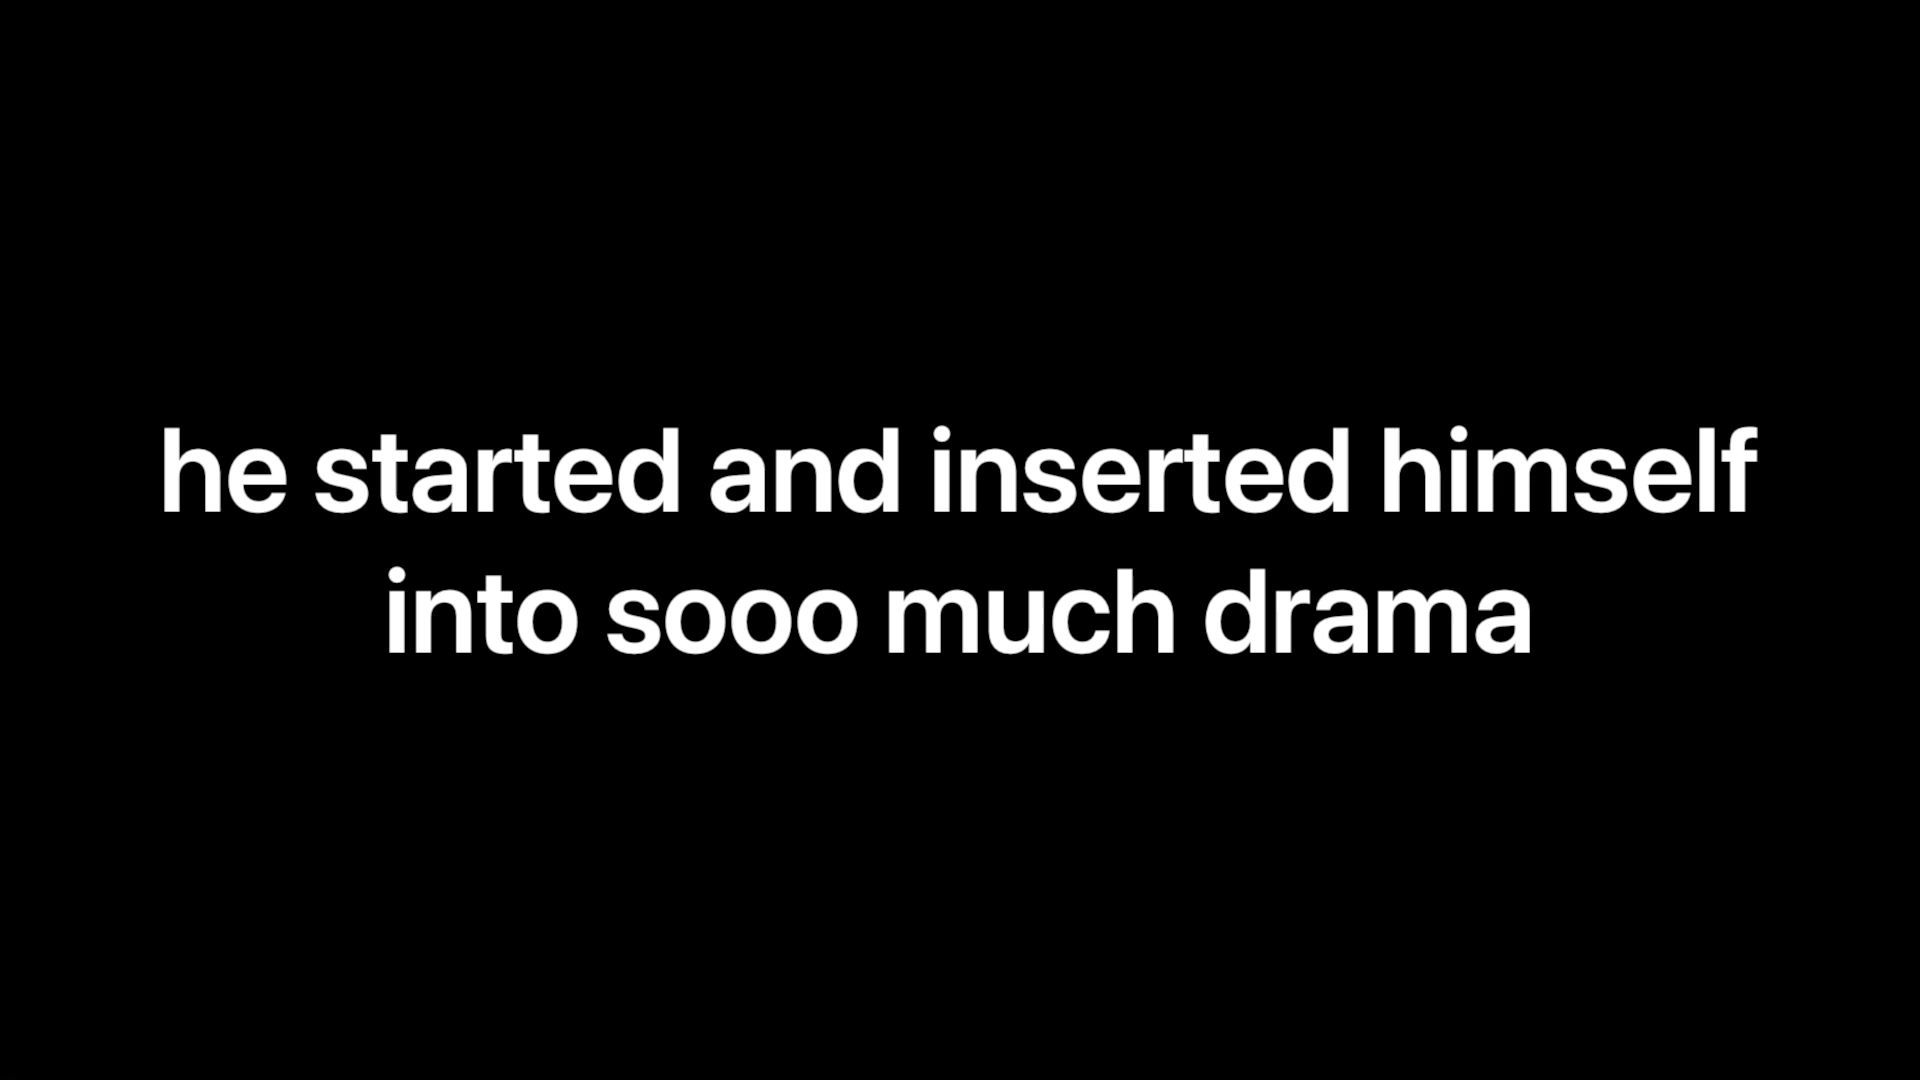 he started and inserted himself
into sooo much drama